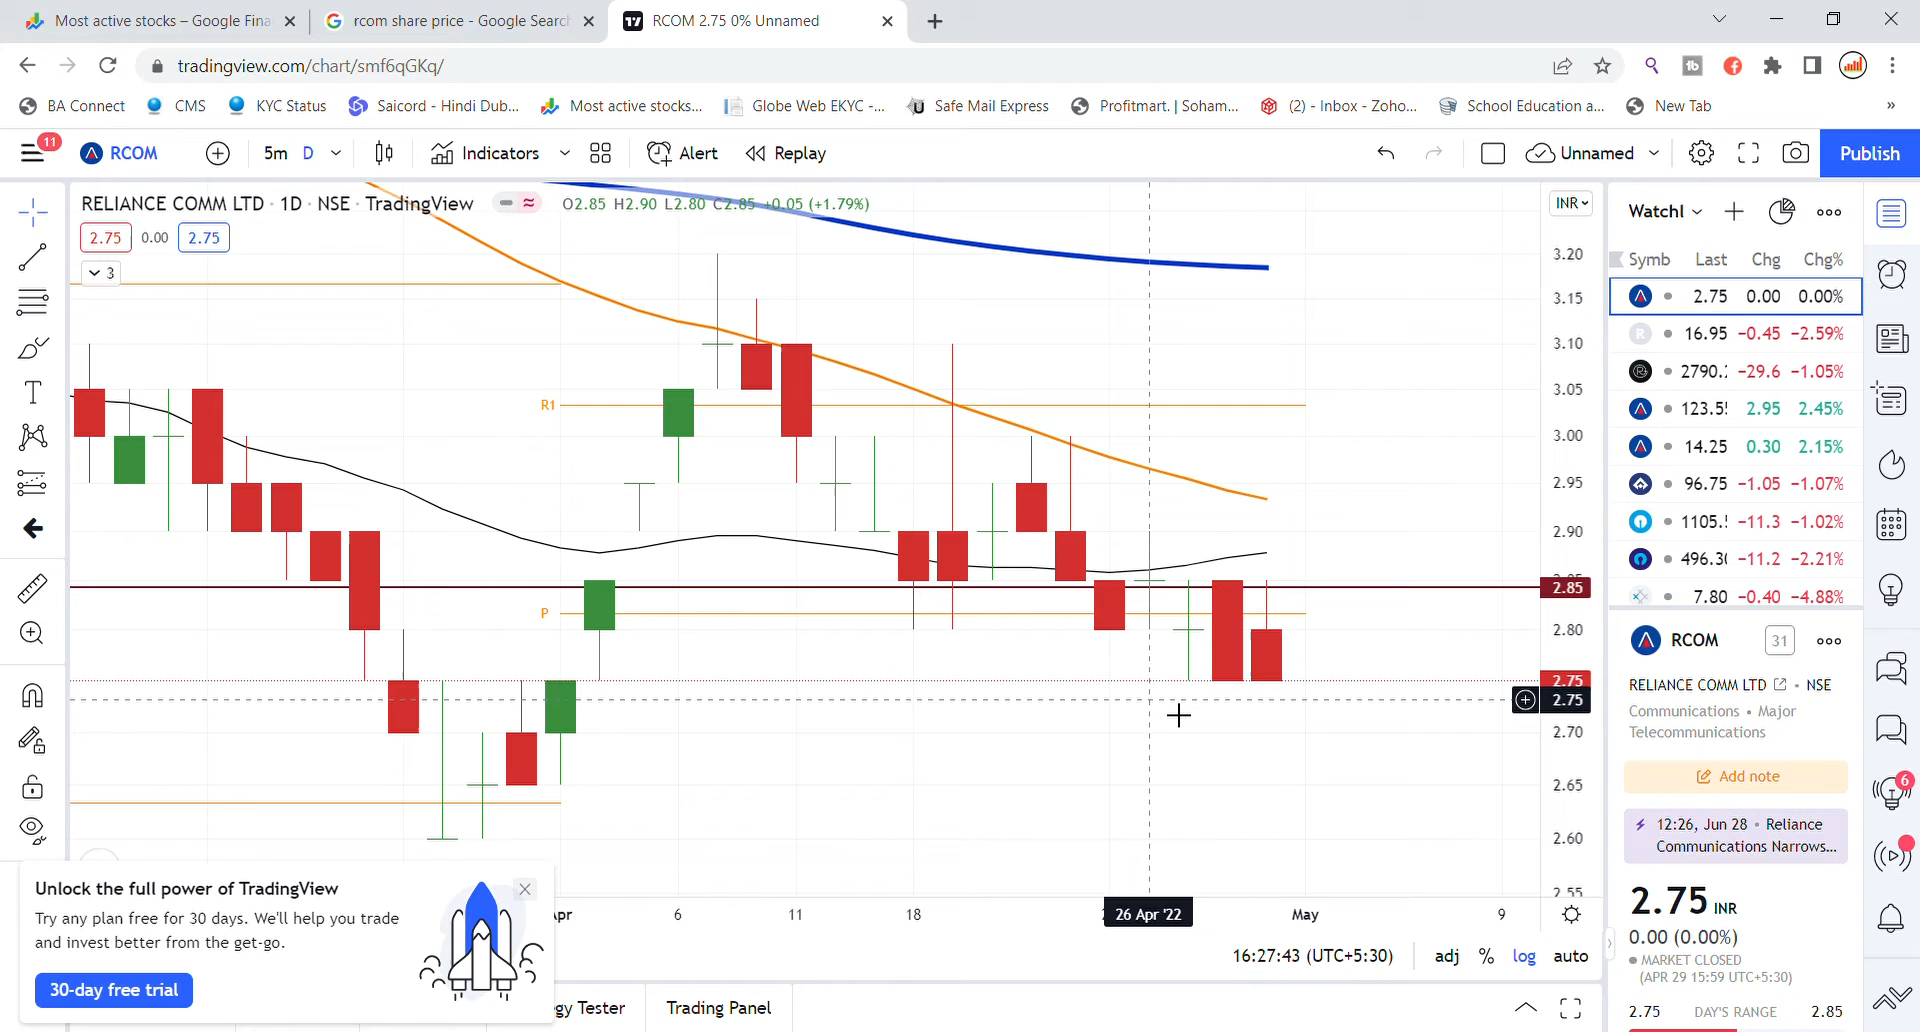 Most active stocks – Google Fina
rcom share price - Google Search
RCOM 2.75 0% Unnamed
tradingview.com/chart/smf6qGKq/
BA Connect
CMS
KYC Status
Saicord - Hindi Dub...
Most active stocks...
Globe Web EKYC -...
Safe Mail Express
Profitmart. | Soham...
(2) - Inbox - Zoho...
School Education a...
New Tab
»
11
RCOM
5m D
Indicators
Alert
Replay
Unnamed
Publish
RELIANCE COMM LTD · 1D · NSE · TradingView
O2.85 H2.90 L2.80 C2.85 +0.05 (+1.79%)
INR
2.75 0.00 2.75
3
3.20
3.15
3.10
3.05
3.00
2.95
2.90
2.85
2.80
2.75
2.75
2.70
2.65
2.60
2.55
R1
P
Apr
6
11
18
26 Apr '22
May
9
16:27:43 (UTC+5:30)
adj % log auto
Unlock the full power of TradingView
Try any plan free for 30 days. We'll help you trade
and invest better from the get-go.
30-day free trial
gy Tester
Trading Panel
Watchl
Symb Last Chg Chg%
2.75 0.00 0.00%
R 16.95 −0.45 −2.59%
2790. −29.6 −1.05%
123.5 2.95 2.45%
14.25 0.30 2.15%
96.75 −1.05 −1.07%
1105. −11.3 −1.02%
496.30 −11.2 −2.21%
7.80 −0.40 −4.88%
RCOM
31
RELIANCE COMM LTD • NSE
Communications • Major
Telecommunications
Add note
12:26, Jun 28 • Reliance
Communications Narrows...
2.75 INR
0.00 (0.00%)
MARKET CLOSED
(APR 29 15:59 UTC+5:30)
2.75 DAY'S RANGE 2.85
6